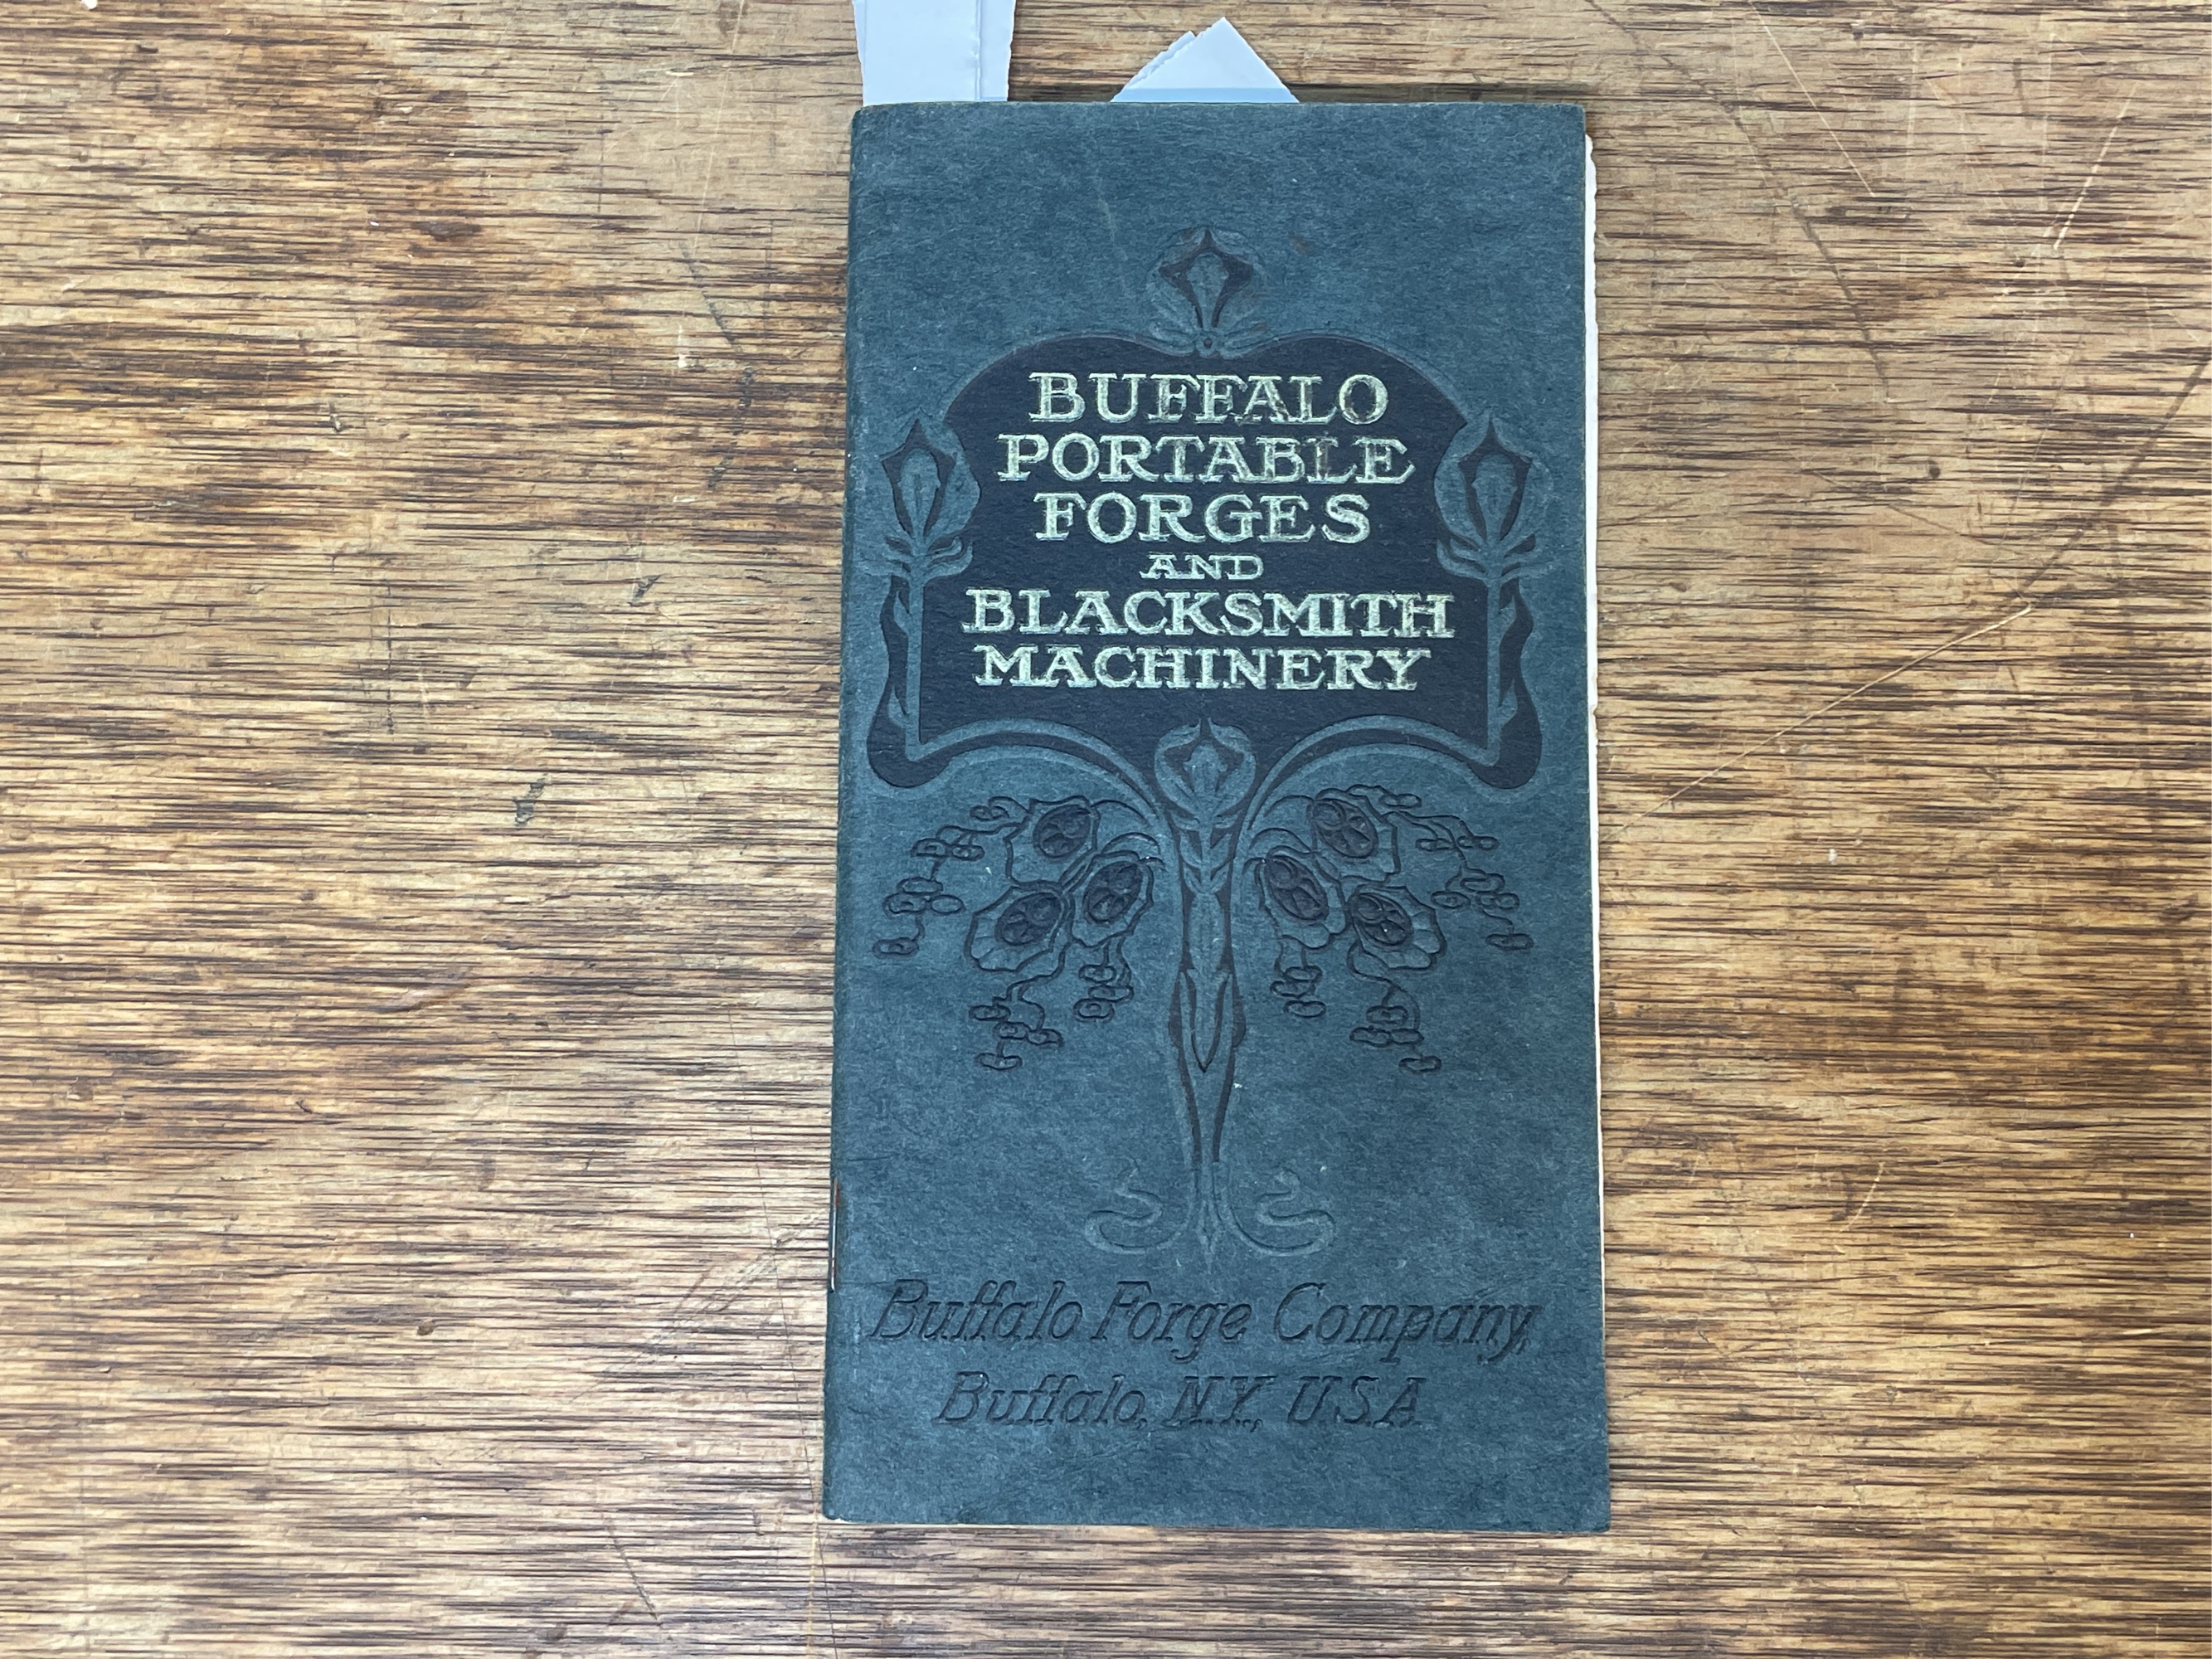 BUFFALO
PORTABLE
FORGES
AND
BLACKSMITH
MACHINERY
Buffalo Forge Company,
Buffalo, N.Y., U.S.A